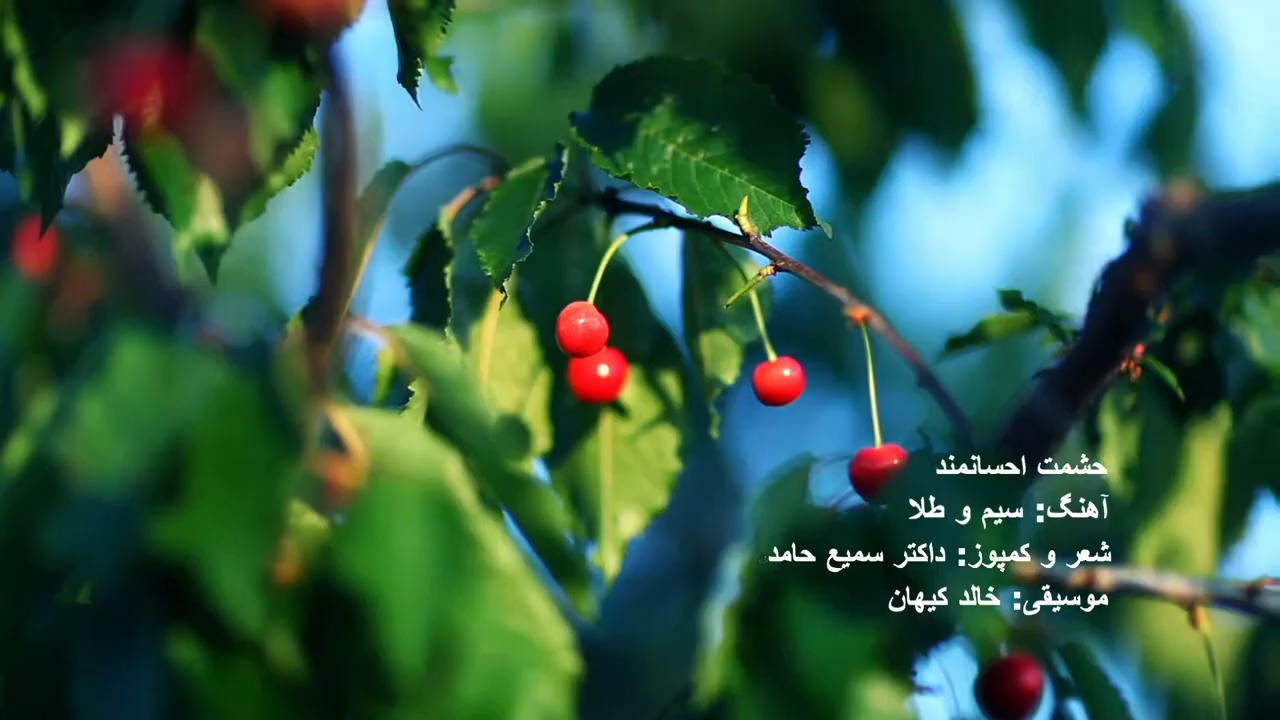 حشمت احسانمند
آهنگ: سیم و طلا
شعر و کمپوز: داکتر سمیع حامد
موسیقی: خالد کیهان